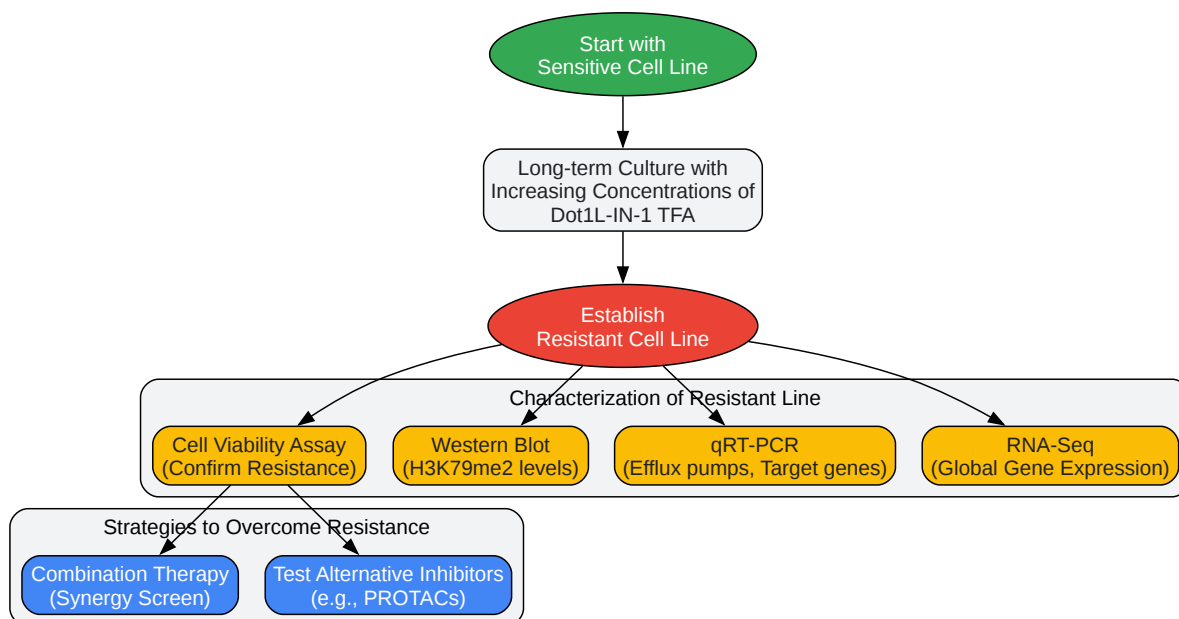 Start with
Sensitive Cell Line
Long-term Culture with
Increasing Concentrations of
Dot1L-IN-1 TFA
Establish
Resistant Cell Line
Characterization of Resistant Line
Cell Viability Assay
(Confirm Resistance)
Western Blot
(H3K79me2 levels)
qRT-PCR
(Efflux pumps, Target genes)
RNA-Seq
(Global Gene Expression)
Strategies to Overcome Resistance
Combination Therapy
(Synergy Screen)
Test Alternative Inhibitors
(e.g., PROTACs)